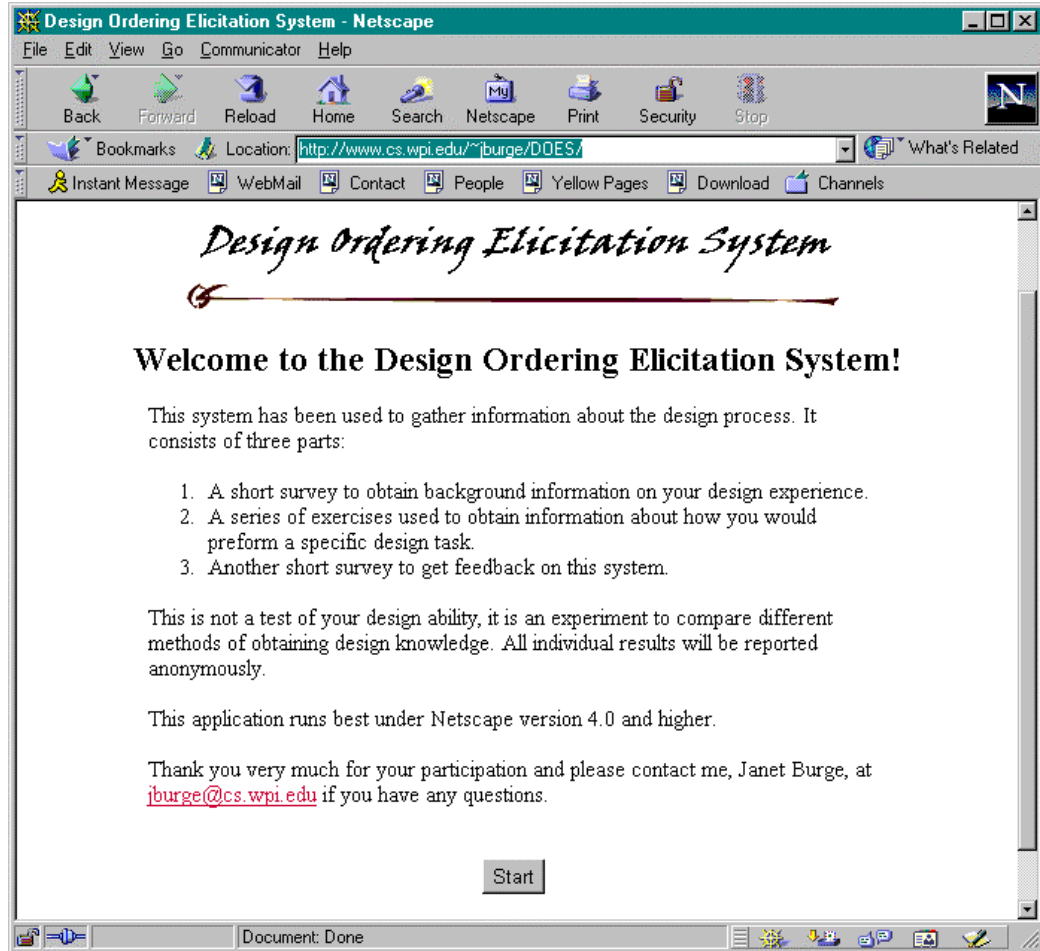 Design Ordering Elicitation System - Netscape
File Edit View Go Communicator Help
My
N
Back Forward Reload Home Search Netscape Print Security Stop
Bookmarks Location: http://www.cs.wpi.edu/~jburge/DOES/ What's Related
Instant Message WebMail Contact People Yellow Pages Download Channels
Design Ordering Elicitation System
Welcome to the Design Ordering Elicitation System!
This system has been used to gather information about the design process. It
consists of three parts:
1. A short survey to obtain background information on your design experience.
2. A series of exercises used to obtain information about how you would
preform a specific design task.
3. Another short survey to get feedback on this system.
This is not a test of your design ability, it is an experiment to compare different
methods of obtaining design knowledge. All individual results will be reported
anonymously.
This application runs best under Netscape version 4.0 and higher.
Thank you very much for your participation and please contact me, Janet Burge, at
jburge@cs.wpi.edu if you have any questions.
Start
Document: Done